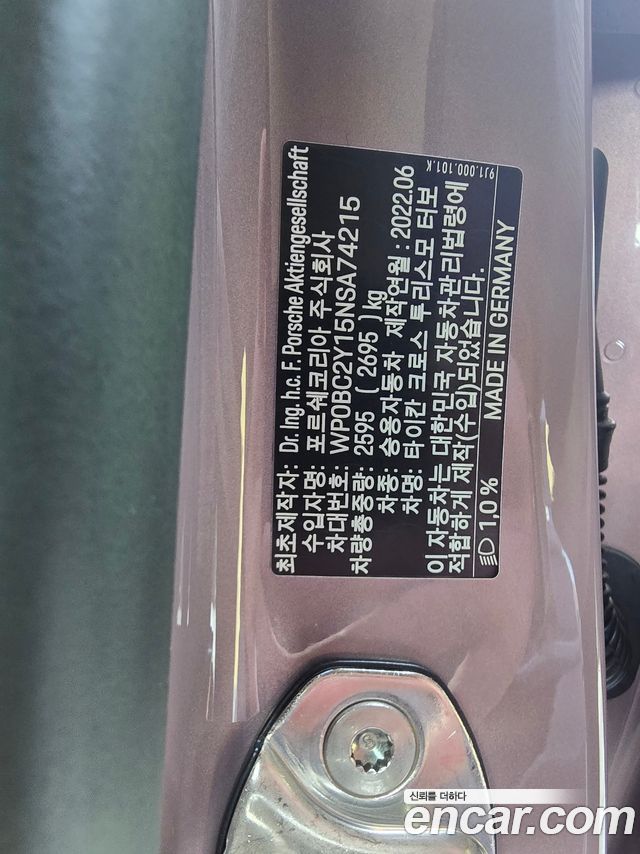 9J1.000.101.K
최초제작자: Dr. Ing. h.c. F. Porsche Aktiengesellschaft
수입자명: 포르쉐코리아 주식회사
차대번호: WP0BC2Y15NSA74215
차량총중량: 2595 ( 2695 ) kg
차종: 승용자동차 제작연월 : 2022.06
차명: 타이칸 크로스 투리스모 터보
이 자동차는 대한민국 자동차관리법령에
적합하게 제작(수입)되었습니다.
1,0 % MADE IN GERMANY
신뢰를 더하다
encar.com